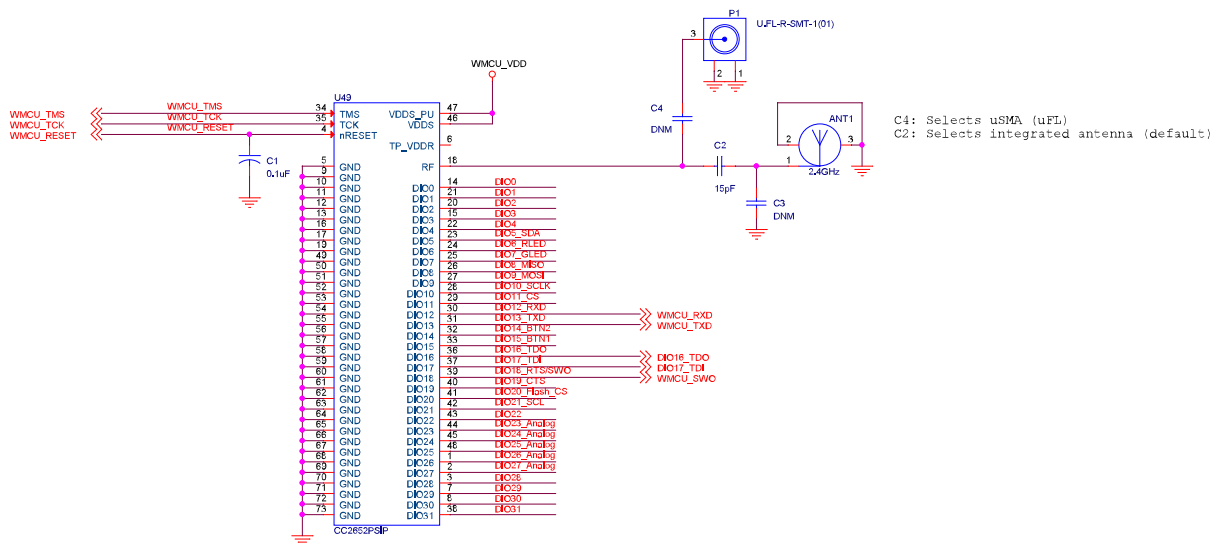 P1
U.FL-R-SMT-1(01)
3
2 1
WMCU_VDD
U49
WMCU_TMS WMCU_TMS 34 TMS VDDS_PU 47
WMCU_TCK WMCU_TCK 35 TCK VDDS 46
WMCU_RESET WMCU_RESET 4 nRESET
TP_VDDR 6
C1
0.1uF
C4
DNM
ANT1
2 3
1
2.4GHz
C2
15pF
C3
DNM
C4: Selects uSMA (uFL)
C2: Selects integrated antenna (default)
5 GND RF 18
9 GND
10 GND DIO0 14 DIO0
11 GND DIO1 21 DIO1
12 GND DIO2 20 DIO2
13 GND DIO3 15 DIO3
16 GND DIO4 22 DIO4
17 GND DIO5 23 DIO5_SDA
19 GND DIO6 24 DIO6_RLED
49 GND DIO7 25 DIO7_GLED
50 GND DIO8 26 DIO8_MISO
51 GND DIO9 27 DIO9_MOSI
52 GND DIO10 28 DIO10_SCLK
53 GND DIO11 29 DIO11_CS
54 GND DIO12 30 DIO12_RXD WMCU_RXD
55 GND DIO13 31 DIO13_TXD WMCU_TXD
56 GND DIO14 32 DIO14_BTN2
57 GND DIO15 33 DIO15_BTN1
58 GND DIO16 36 DIO16_TDO DIO16_TDO
59 GND DIO17 37 DIO17_TDI DIO17_TDI
60 GND DIO18 39 DIO18_RTS/SWO WMCU_SWO
61 GND DIO19 40 DIO19_CTS
62 GND DIO20 41 DIO20_Flash_CS
63 GND DIO21 42 DIO21_SCL
64 GND DIO22 43 DIO22
65 GND DIO23 44 DIO23_Analog
66 GND DIO24 45 DIO24_Analog
67 GND DIO25 48 DIO25_Analog
68 GND DIO26 1 DIO26_Analog
69 GND DIO27 2 DIO27_Analog
70 GND DIO28 3 DIO28
71 GND DIO29 7 DIO29
72 GND DIO30 8 DIO30
73 GND DIO31 38 DIO31
CC2652PSIP